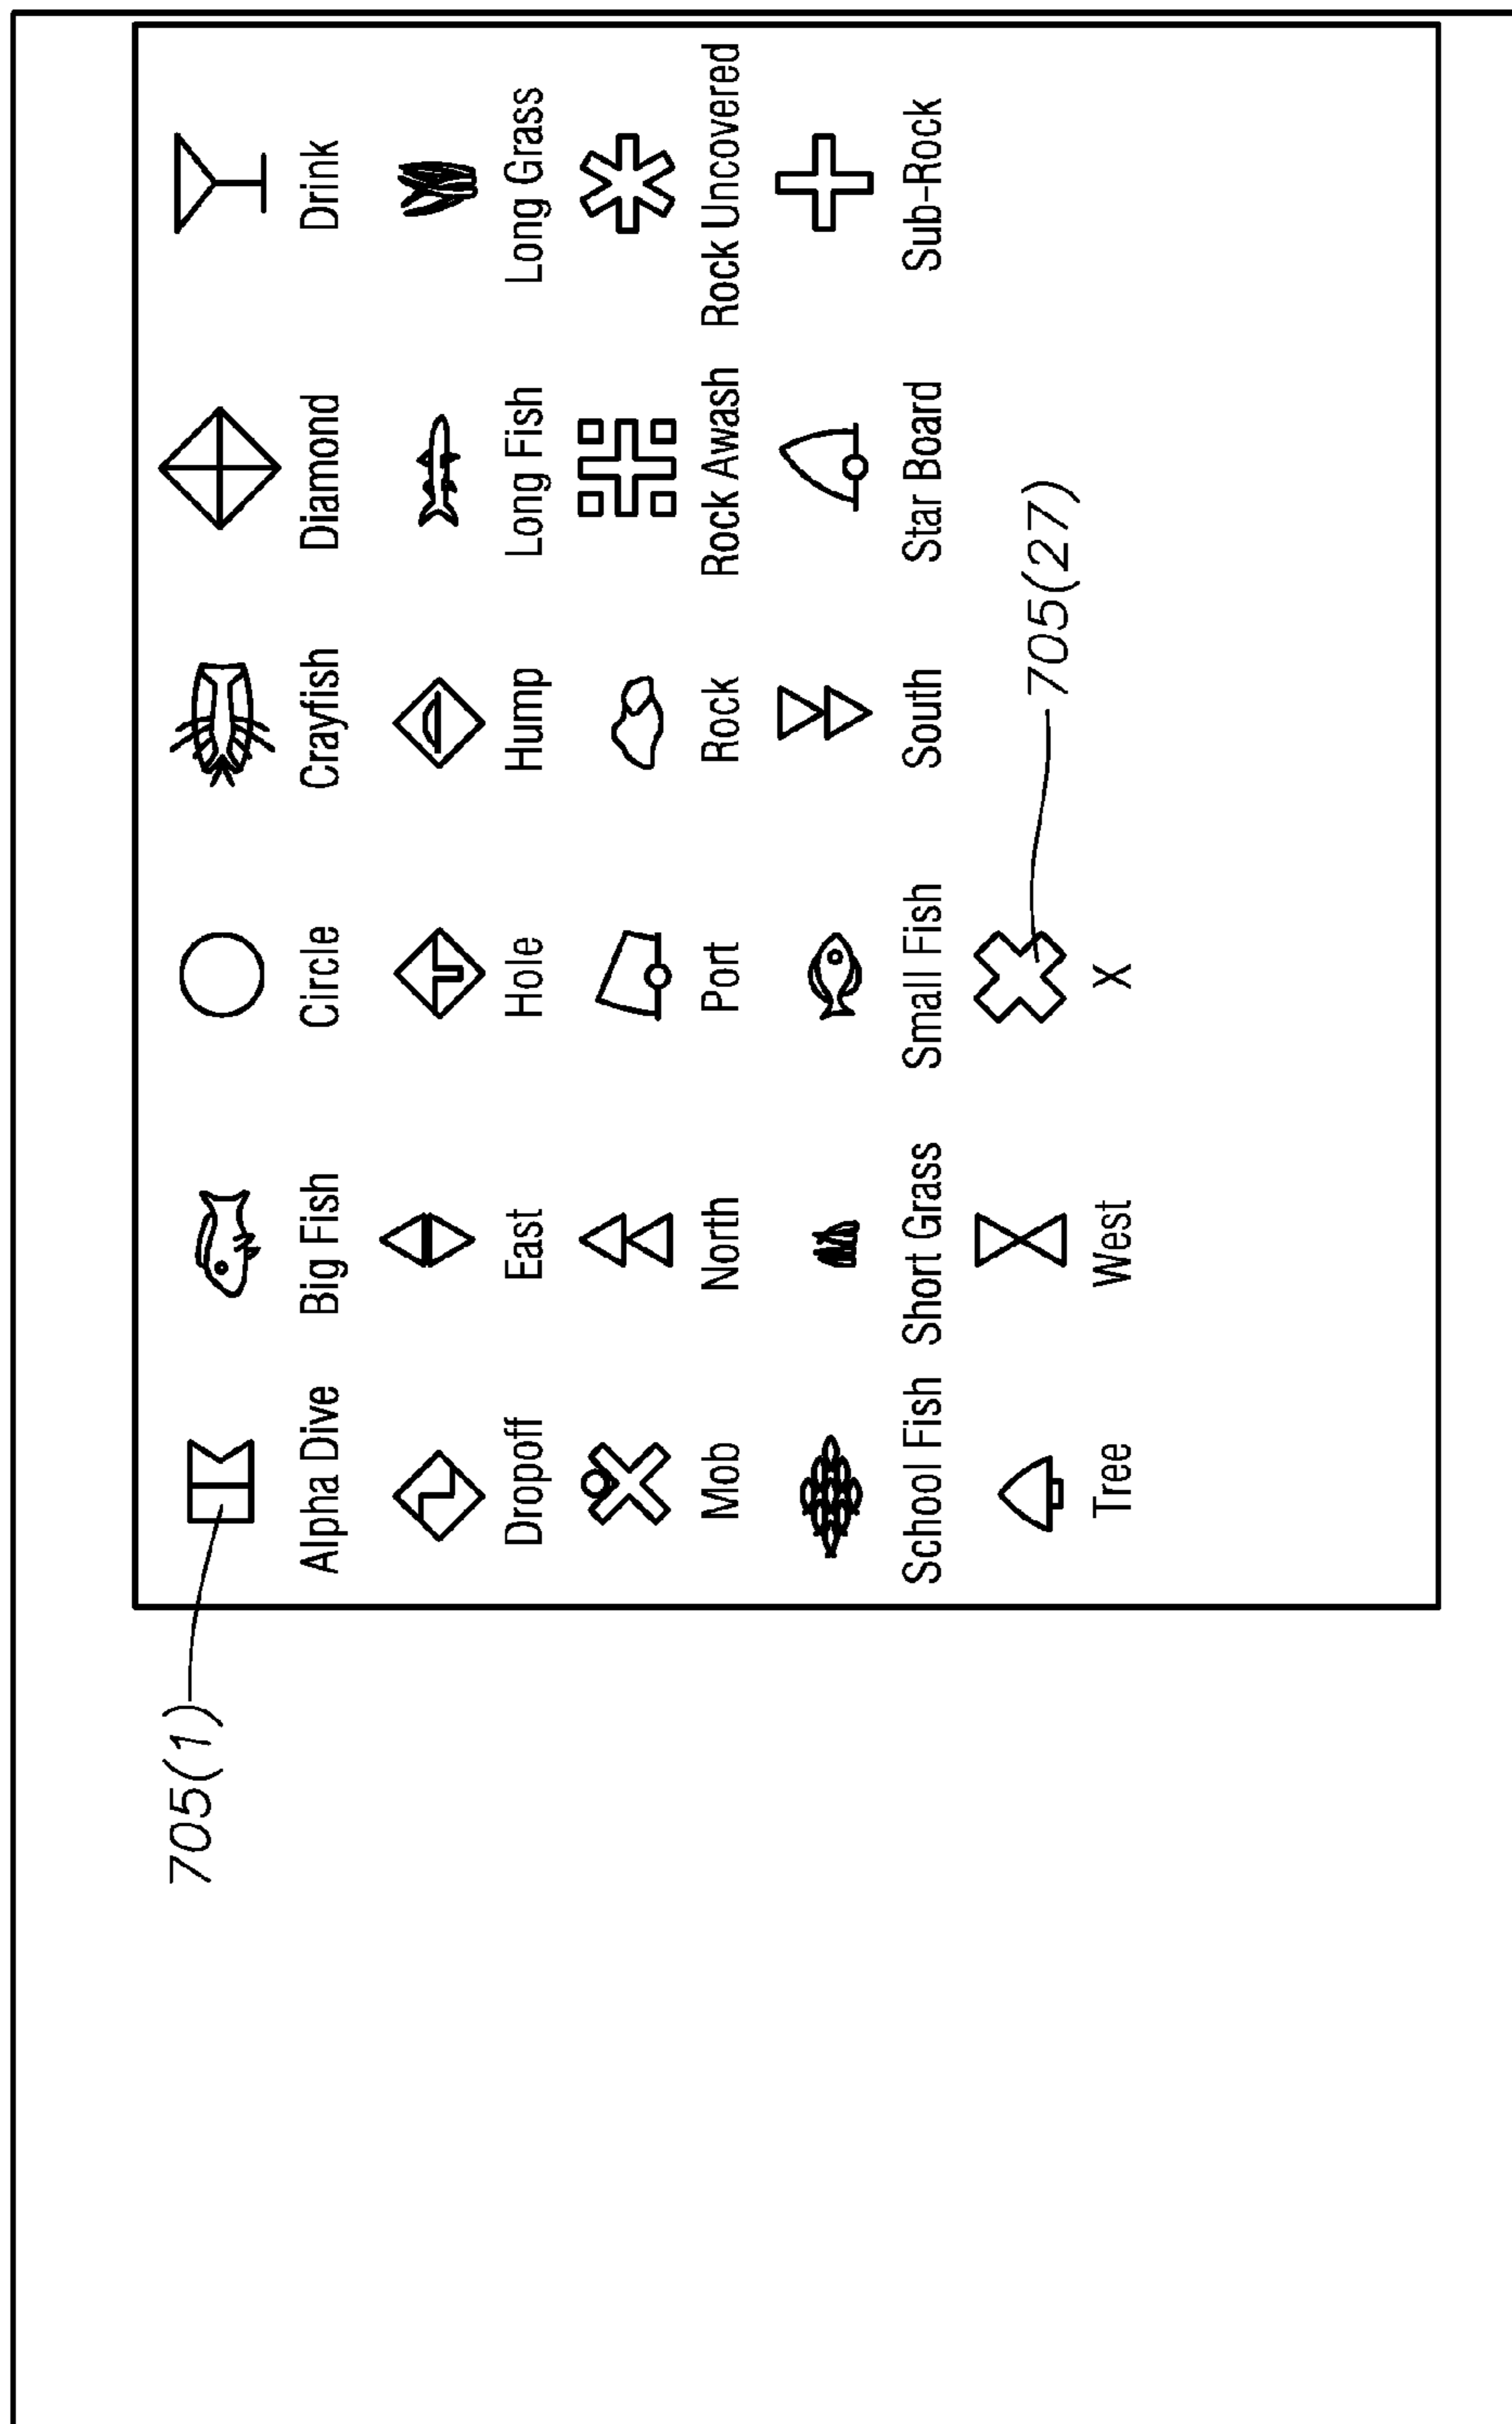 Alpha Dive Big Fish Circle Crayfish Diamond Drink
Dropoff East Hole Hump Long Fish Long Grass
Mob North Port Rock Rock Awash Rock Uncovered
School Fish Short Grass Small Fish South Star Board Sub-Rock
Tree West X
705(1)
705(27)